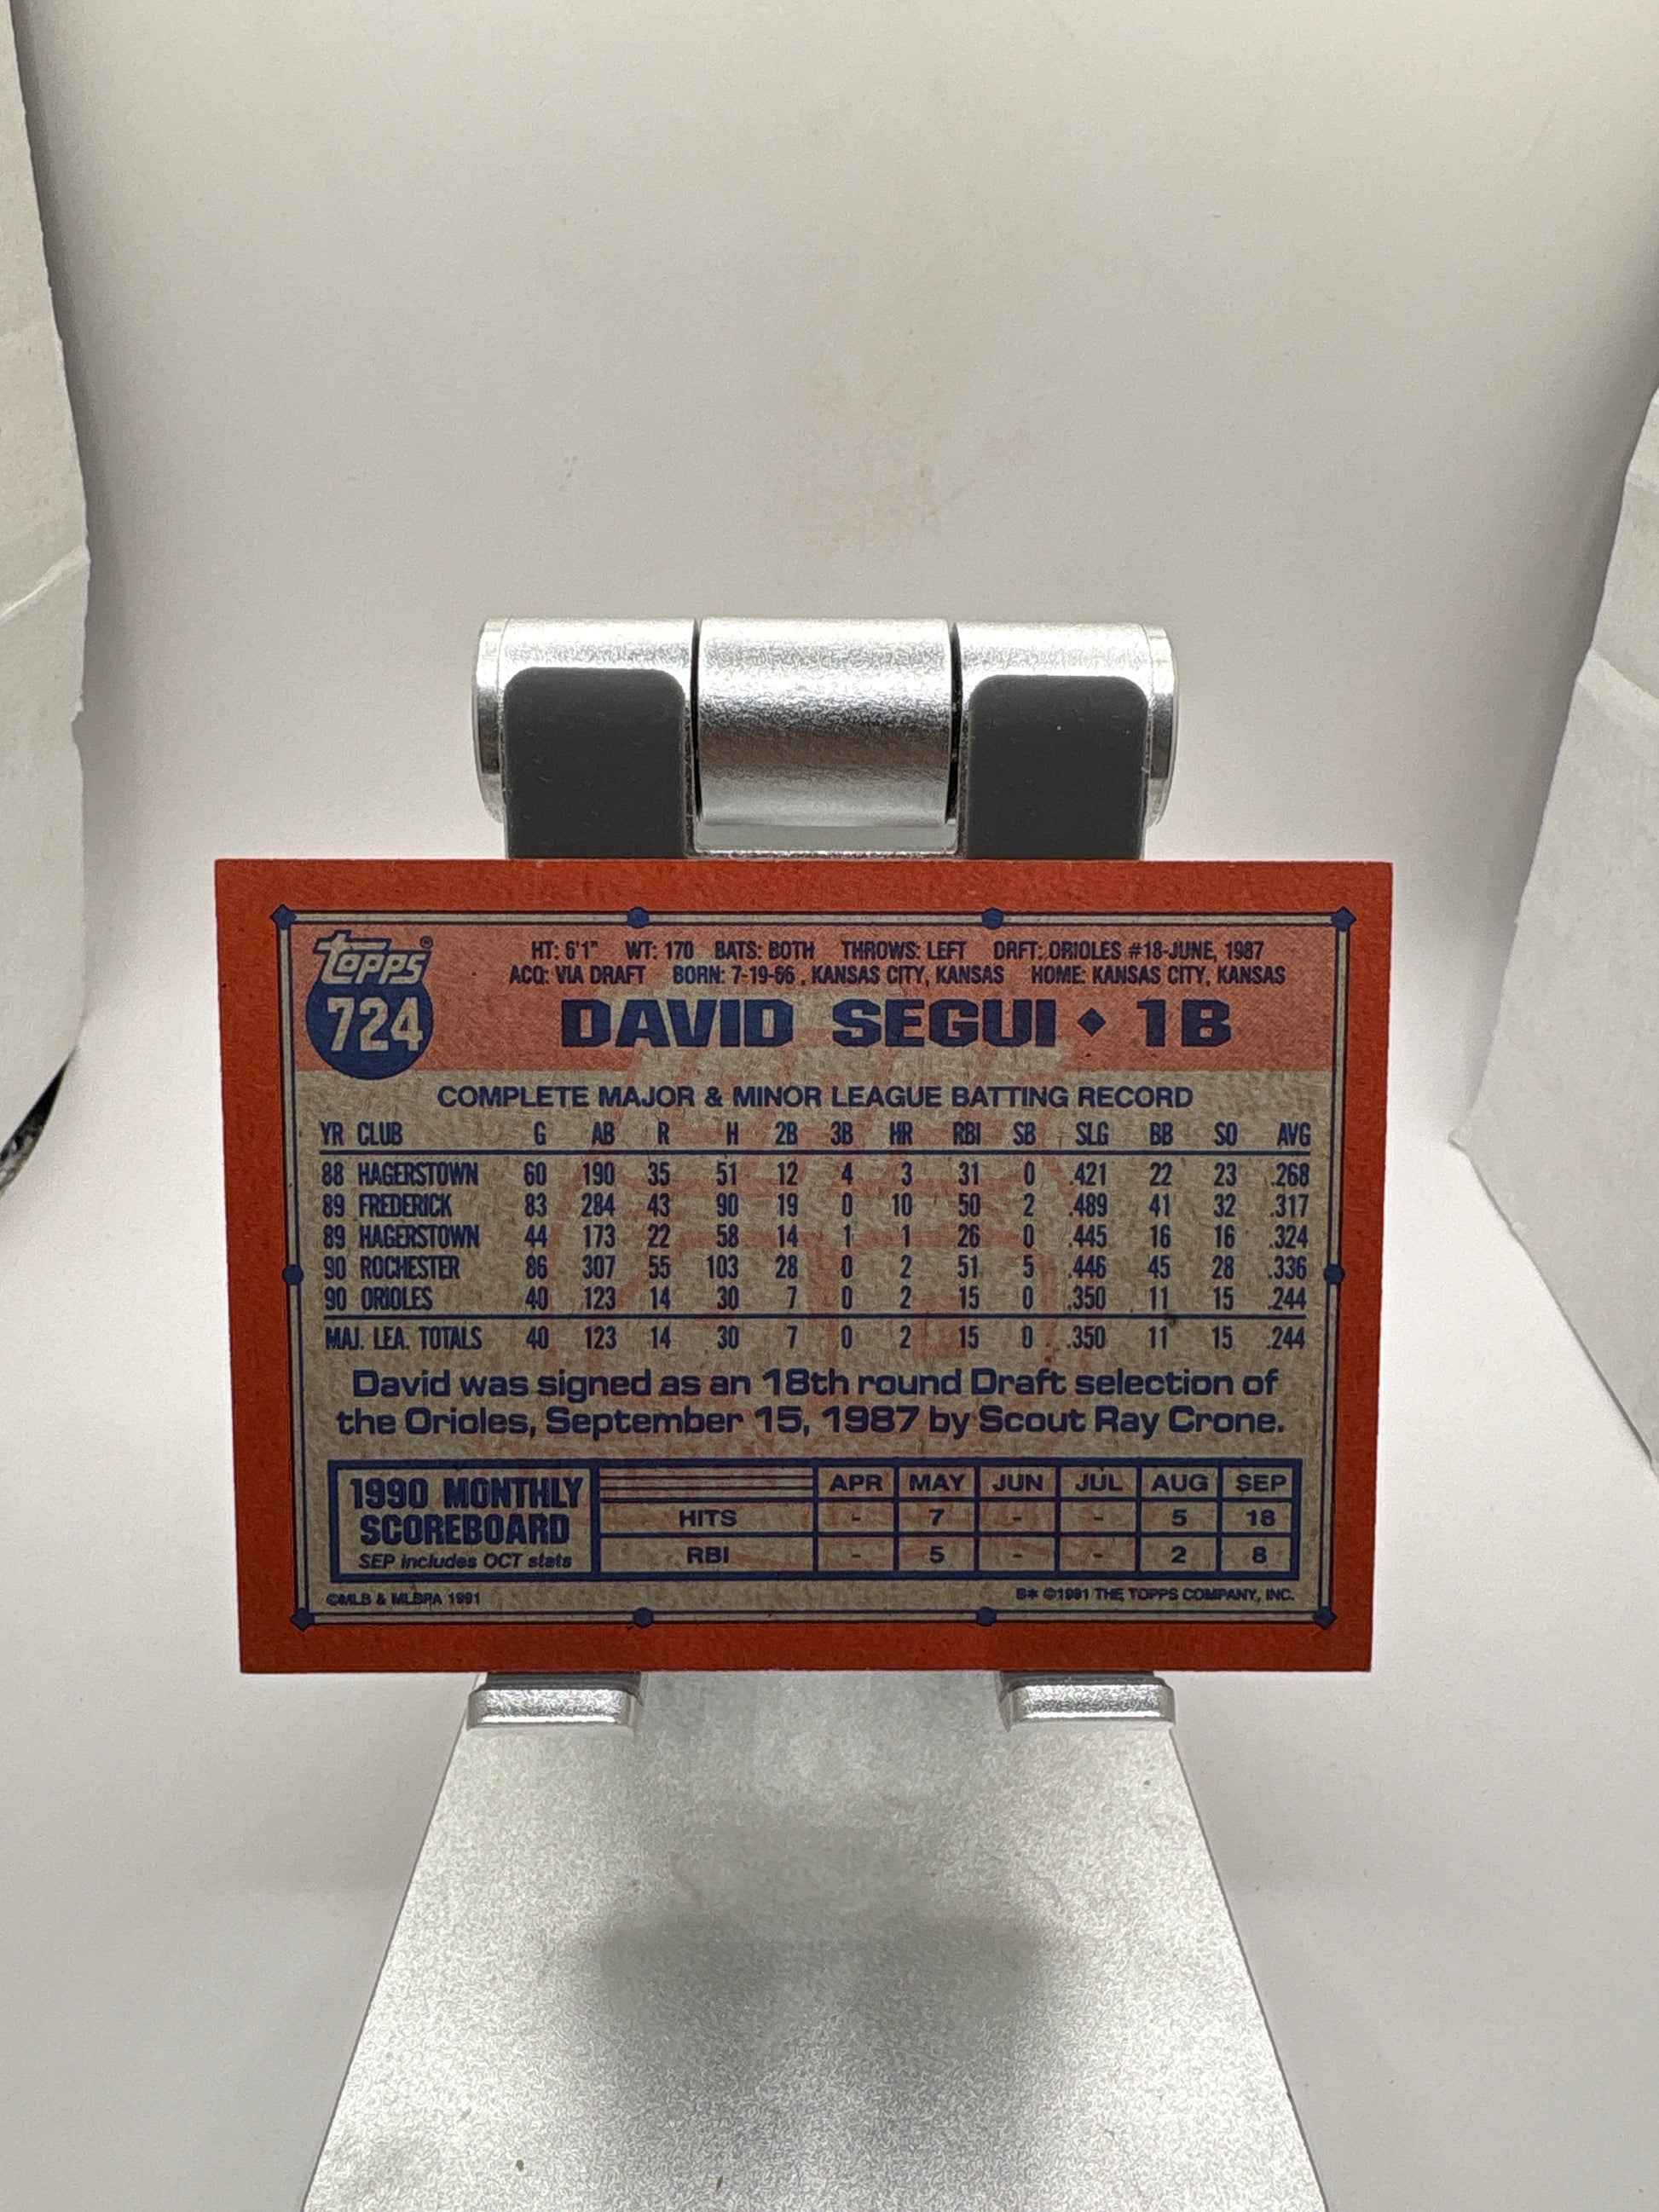 topps®
724
HT: 6'1" WT: 170 BATS: BOTH THROWS: LEFT DRFT: ORIOLES #18-JUNE, 1987
ACQ: VIA DRAFT BORN: 7-19-66, KANSAS CITY, KANSAS HOME: KANSAS CITY, KANSAS
DAVID SEGUI ◆ 1B
COMPLETE MAJOR & MINOR LEAGUE BATTING RECORD
YR CLUB G AB R H 2B 3B HR RBI SB SLG BB SO AVG
88 HAGERSTOWN 60 190 35 51 12 4 3 31 0 .421 22 23 .268
89 FREDERICK 83 284 43 90 19 0 10 50 2 .489 41 32 .317
89 HAGERSTOWN 44 173 22 58 14 1 1 26 0 .445 16 16 .324
90 ROCHESTER 86 307 55 103 28 0 2 51 5 .446 45 28 .336
90 ORIOLES 40 123 14 30 7 0 2 15 0 .350 11 15 .244
MAJ. LEA. TOTALS 40 123 14 30 7 0 2 15 0 .350 11 15 .244
David was signed as an 18th round Draft selection of
the Orioles, September 15, 1987 by Scout Ray Crone.
1990 MONTHLY
SCOREBOARD
SEP includes OCT stats
APR MAY JUN JUL AUG SEP
HITS - 7 - - 5 18
RBI - 5 - - 2 8
©MLB & MLBPA 1991
B* ©1991 THE TOPPS COMPANY, INC.